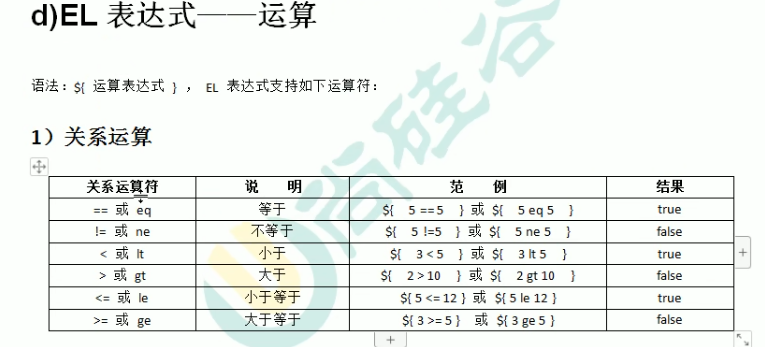 d)EL 表达式——运算
语法：${ 运算表达式 } ， EL 表达式支持如下运算符：
1）关系运算
关系运算符 说 明 范 例 结果
== 或 eq 等于 ${ 5 == 5 } 或 ${ 5 eq 5 } true
!= 或 ne 不等于 ${ 5 !=5 } 或 ${ 5 ne 5 } false
< 或 lt 小于 ${ 3 < 5 } 或 ${ 3 lt 5 } true
> 或 gt 大于 ${ 2 > 10 } 或 ${ 2 gt 10 } false
<= 或 le 小于等于 ${ 5 <= 12 } 或 ${ 5 le 12 } true
>= 或 ge 大于等于 ${ 3 >= 5 } 或 ${ 3 ge 5 } false
尚硅谷